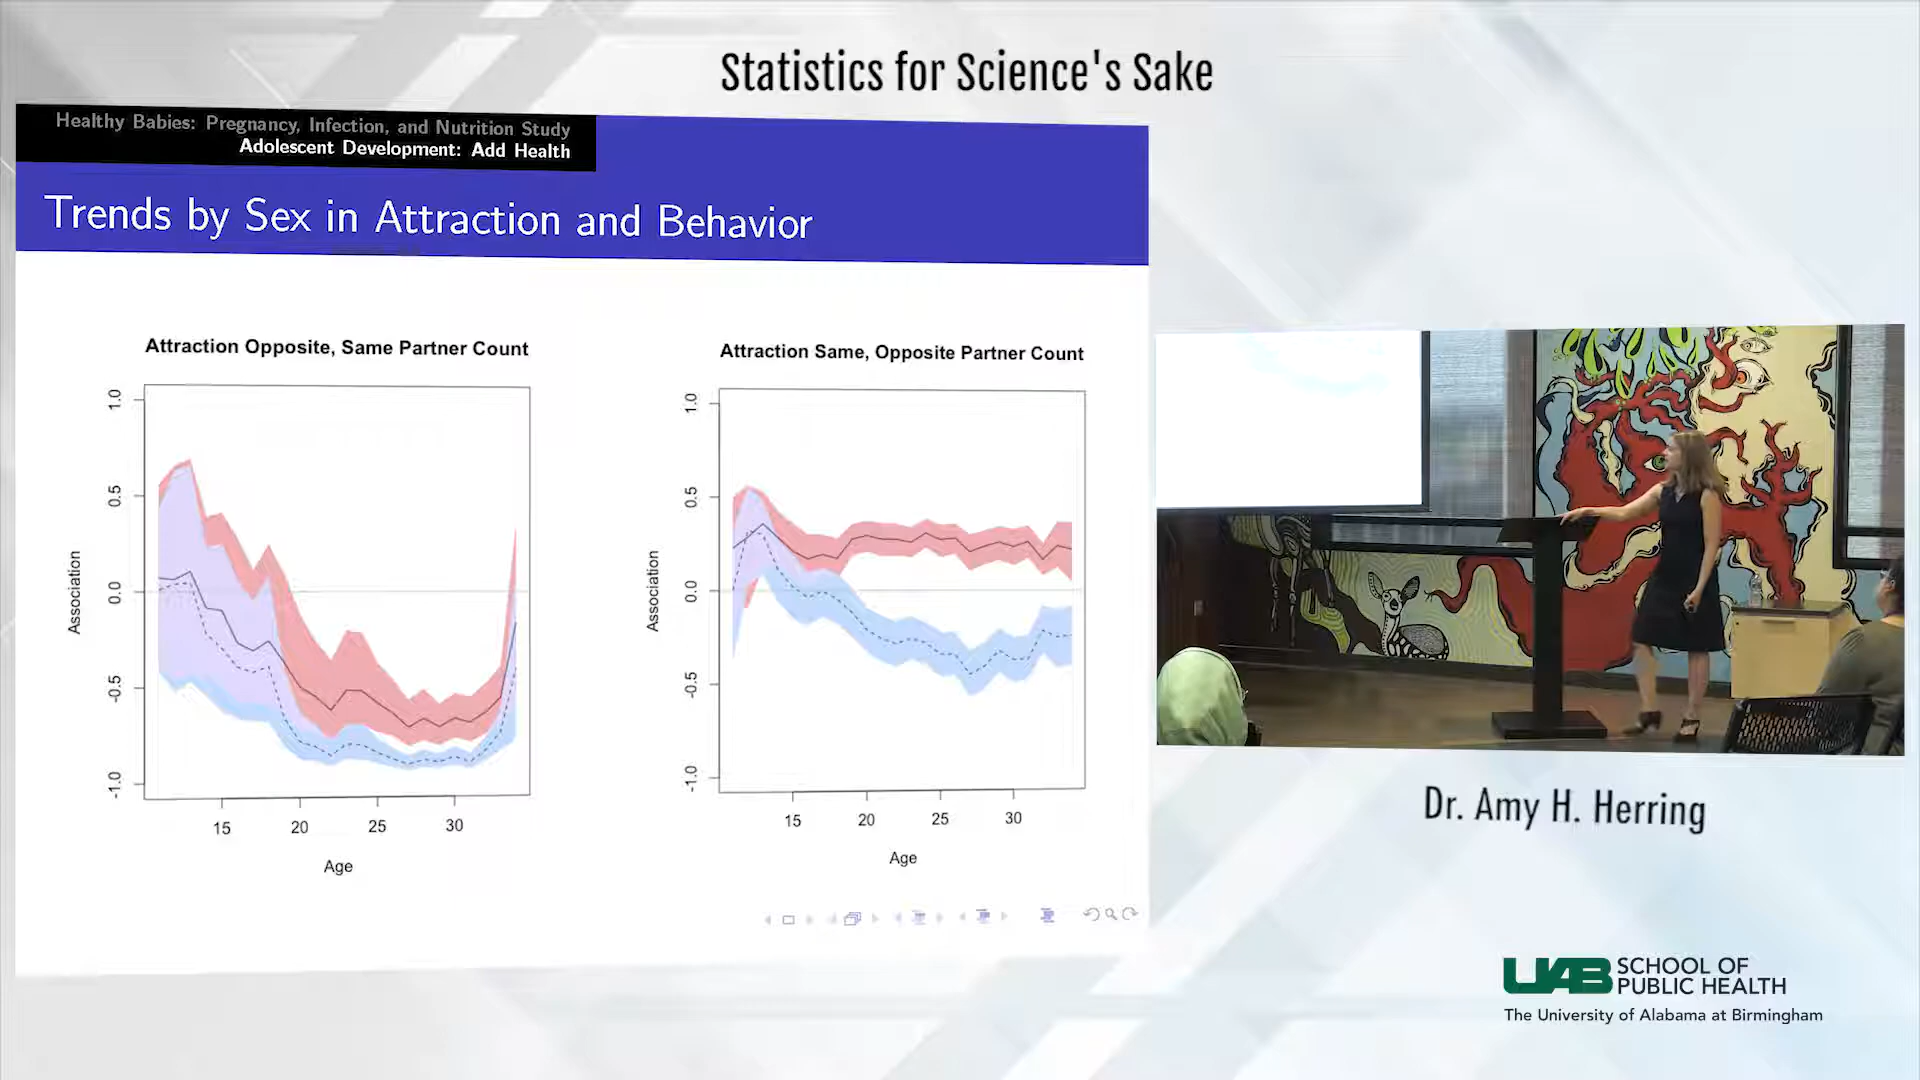 Statistics for Science's Sake
Healthy Babies: Pregnancy, Infection, and Nutrition Study
Adolescent Development: Add Health
Trends by Sex in Attraction and Behavior
Attraction Opposite, Same Partner Count
1.0
0.5
0.0
-0.5
-1.0
Association
15 20 25 30
Age
Attraction Same, Opposite Partner Count
1.0
0.5
0.0
-0.5
-1.0
Association
15 20 25 30
Age
Dr. Amy H. Herring
UAB SCHOOL OF
PUBLIC HEALTH
The University of Alabama at Birmingham